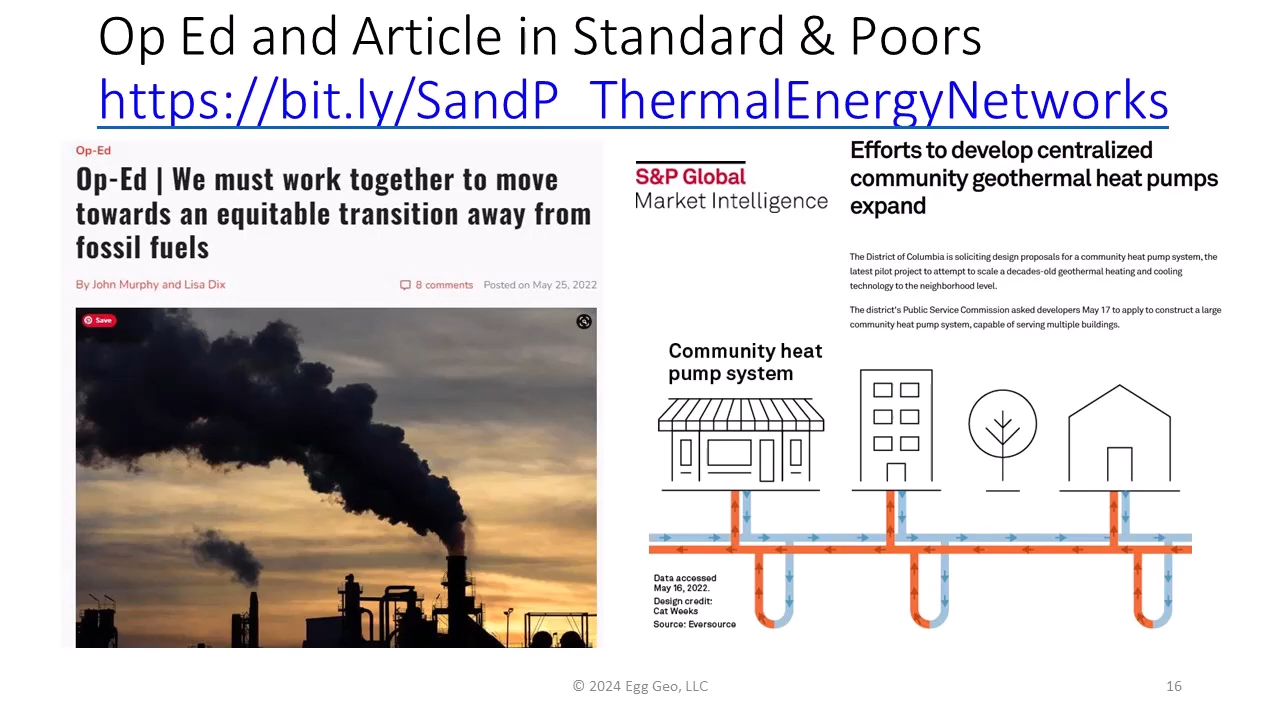 Op Ed and Article in Standard & Poors
https://bit.ly/SandP_ThermalEnergyNetworks
Op-Ed
Op-Ed | We must work together to move
towards an equitable transition away from
fossil fuels
By John Murphy and Lisa Dix
8 comments
Posted on May 25, 2022
Save
S&P Global
Market Intelligence
Efforts to develop centralized
community geothermal heat pumps
expand
The District of Columbia is soliciting design proposals for a community heat pump system, the
latest pilot project to attempt to scale a decades-old geothermal heating and cooling
technology to the neighborhood level.
The district's Public Service Commission asked developers May 17 to apply to construct a large
community heat pump system, capable of serving multiple buildings.
Community heat
pump system
Data accessed
May 16, 2022.
Design credit:
Cat Weeks
Source: Eversource
© 2024 Egg Geo, LLC
16